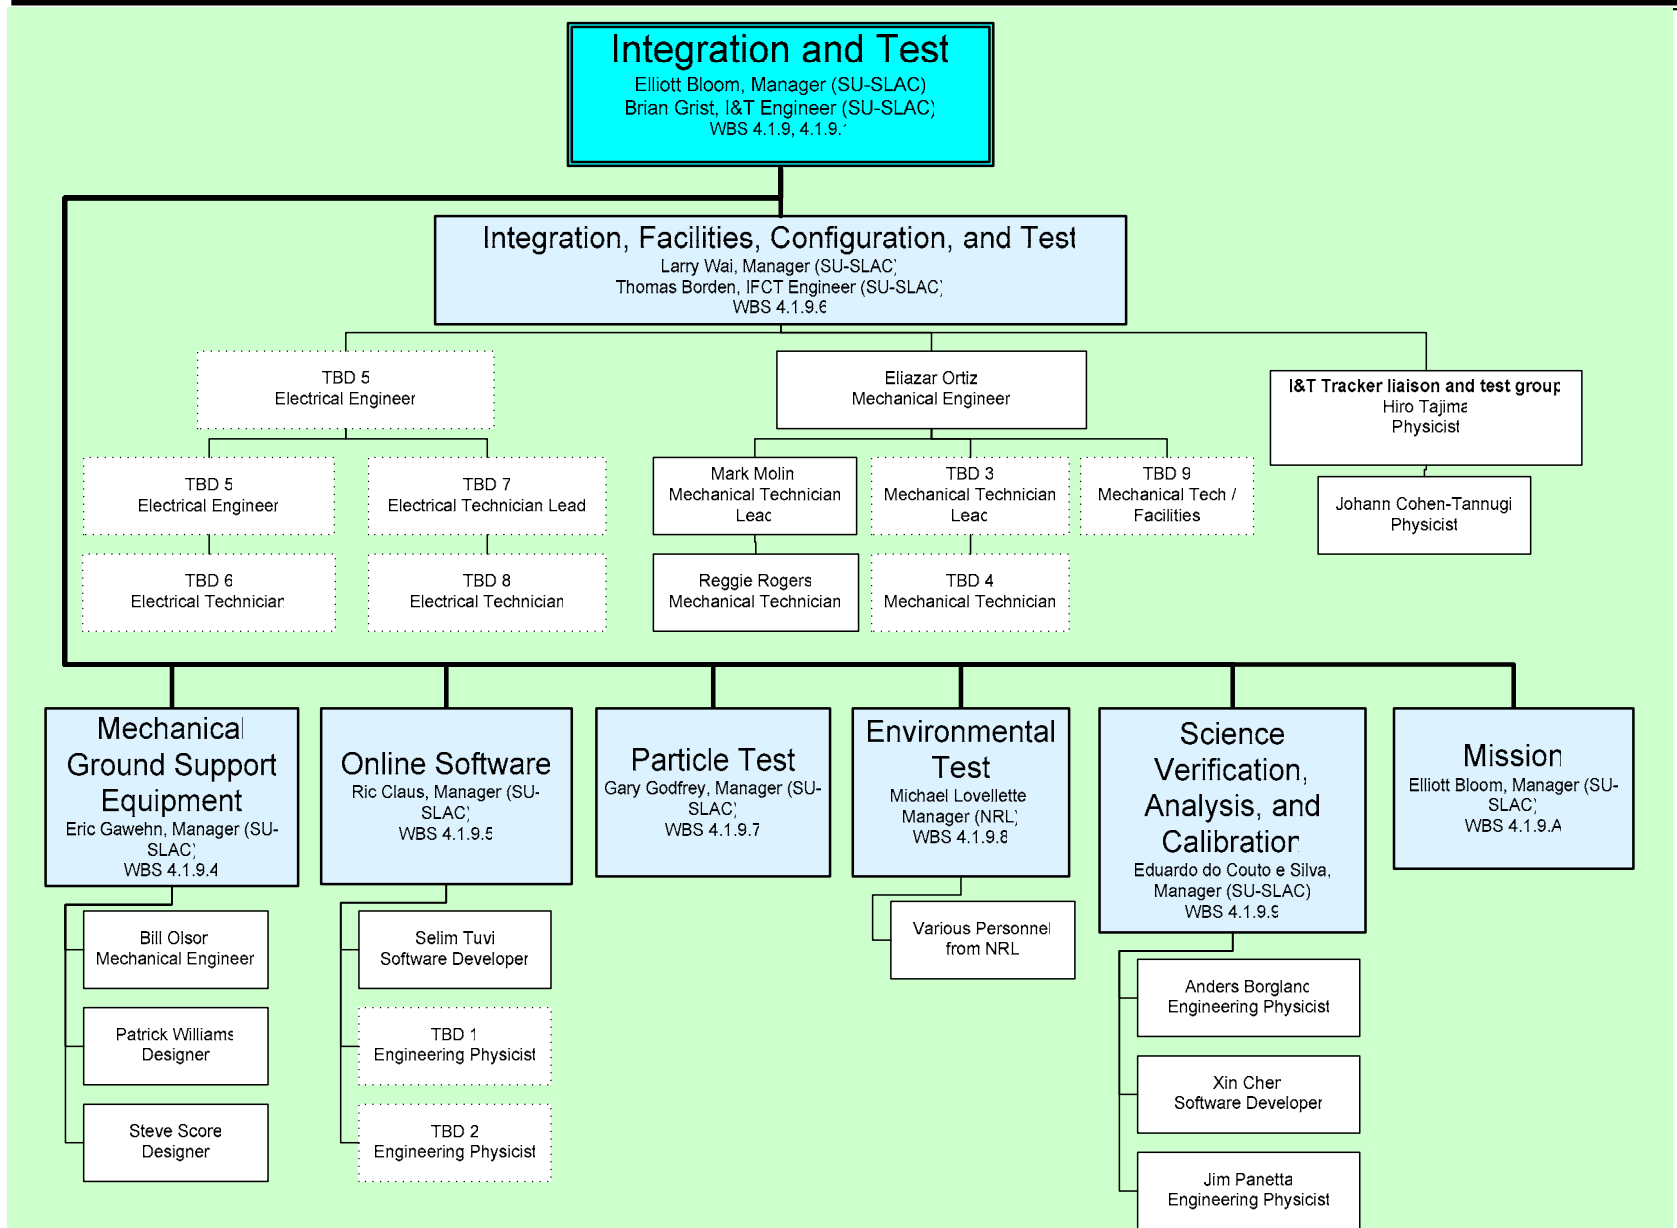 Integration and Test
Elliott Bloom, Manager (SU-SLAC)
Brian Grist, I&T Engineer (SU-SLAC)
WBS 4.1.9, 4.1.9.1
Integration, Facilities, Configuration, and Test
Larry Wai, Manager (SU-SLAC)
Thomas Borden, IFCT Engineer (SU-SLAC)
WBS 4.1.9.6
TBD 5
Electrical Engineer
Eliazar Ortiz
Mechanical Engineer
I&T Tracker liaison and test group
Hiro Tajima
Physicist
TBD 5
Electrical Engineer
TBD 7
Electrical Technician Lead
Mark Molin
Mechanical Technician
Lead
TBD 3
Mechanical Technician
Lead
TBD 9
Mechanical Tech /
Facilities
Johann Cohen-Tannugi
Physicist
TBD 6
Electrical Technician
TBD 8
Electrical Technician
Reggie Rogers
Mechanical Technician
TBD 4
Mechanical Technician
Mechanical
Ground Support
Equipment
Eric Gawehn, Manager (SU-
SLAC)
WBS 4.1.9.4
Online Software
Ric Claus, Manager (SU-
SLAC)
WBS 4.1.9.5
Particle Test
Gary Godfrey, Manager (SU-
SLAC)
WBS 4.1.9.7
Environmental
Test
Michael Lovellette
Manager (NRL)
WBS 4.1.9.8
Science
Verification,
Analysis, and
Calibration
Eduardo do Couto e Silva,
Manager (SU-SLAC)
WBS 4.1.9.9
Mission
Elliott Bloom, Manager (SU-
SLAC)
WBS 4.1.9.A
Bill Olson
Mechanical Engineer
Patrick Williams
Designer
Steve Score
Designer
Selim Tuvi
Software Developer
TBD 1
Engineering Physicist
TBD 2
Engineering Physicist
Various Personnel
from NRL
Anders Borgland
Engineering Physicist
Xin Chen
Software Developer
Jim Panetta
Engineering Physicist